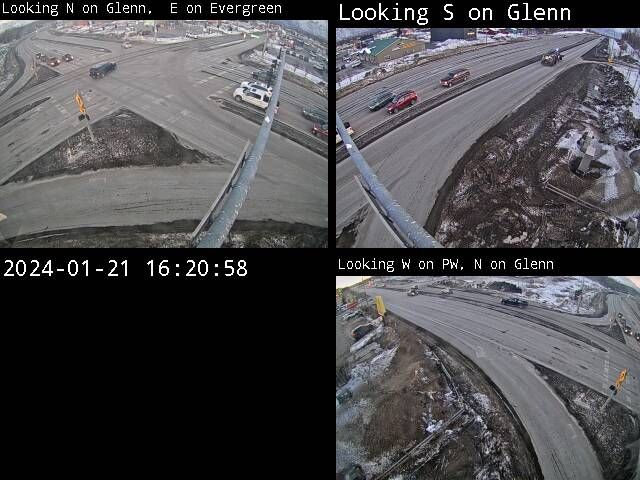 Looking N on Glenn,  E on Evergreen
Looking S on Glenn
2024-01-21 16:20:58
Looking W on PW, N on Glenn